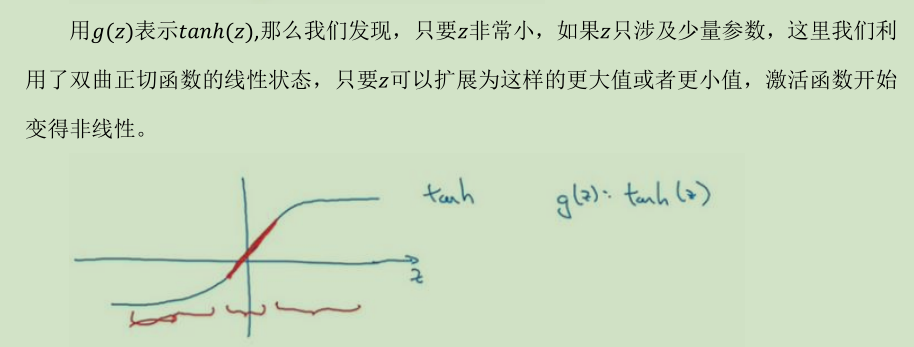 用g(z)表示tanh(z),那么我们发现，只要z非常小，如果z只涉及少量参数，这里我们利
用了双曲正切函数的线性状态，只要z可以扩展为这样的更大值或者更小值，激活函数开始
变得非线性。
tanh g(z): tanh(z)
z